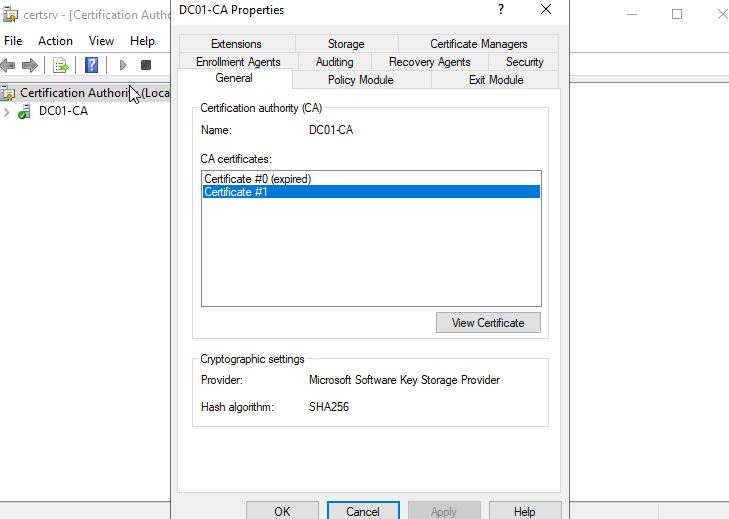 certsrv - [Certification Autho
DC01-CA Properties
?
File Action View Help
Certification Authority (Loca
DC01-CA
Extensions Storage Certificate Managers
Enrollment Agents Auditing Recovery Agents Security
General Policy Module Exit Module
Certification authority (CA)
Name: DC01-CA
CA certificates:
Certificate #0 (expired)
Certificate #1
View Certificate
Cryptographic settings
Provider: Microsoft Software Key Storage Provider
Hash algorithm: SHA256
OK Cancel Apply Help